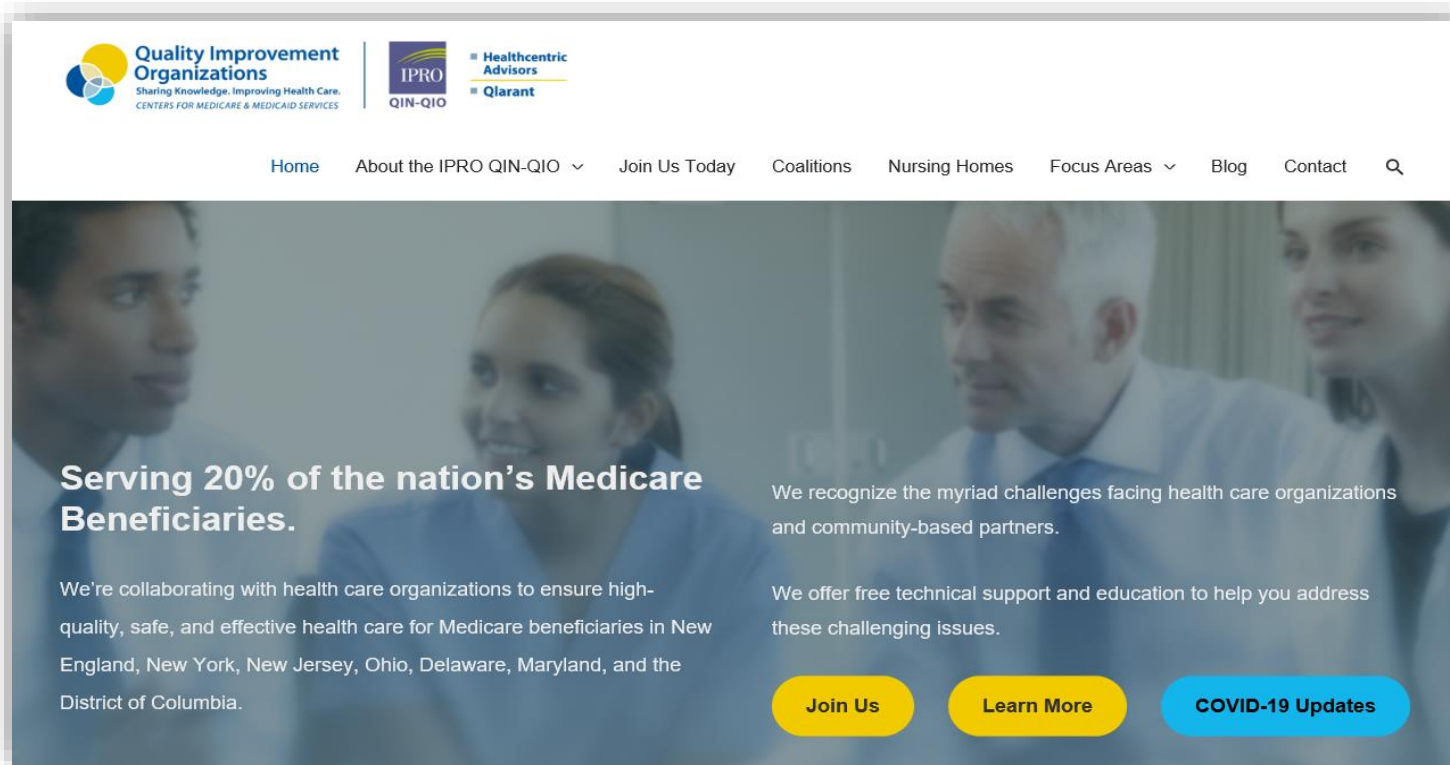 Quality Improvement
Organizations
Sharing Knowledge. Improving Health Care.
CENTERS FOR MEDICARE & MEDICAID SERVICES
IPRO
QIN-QIO
Healthcentric
Advisors
Qlarant
Home About the IPRO QIN-QIO Join Us Today Coalitions Nursing Homes Focus Areas Blog Contact
Serving 20% of the nation's Medicare
Beneficiaries.
We're collaborating with health care organizations to ensure high-
quality, safe, and effective health care for Medicare beneficiaries in New
England, New York, New Jersey, Ohio, Delaware, Maryland, and the
District of Columbia.
We recognize the myriad challenges facing health care organizations
and community-based partners.
We offer free technical support and education to help you address
these challenging issues.
Join Us Learn More COVID-19 Updates